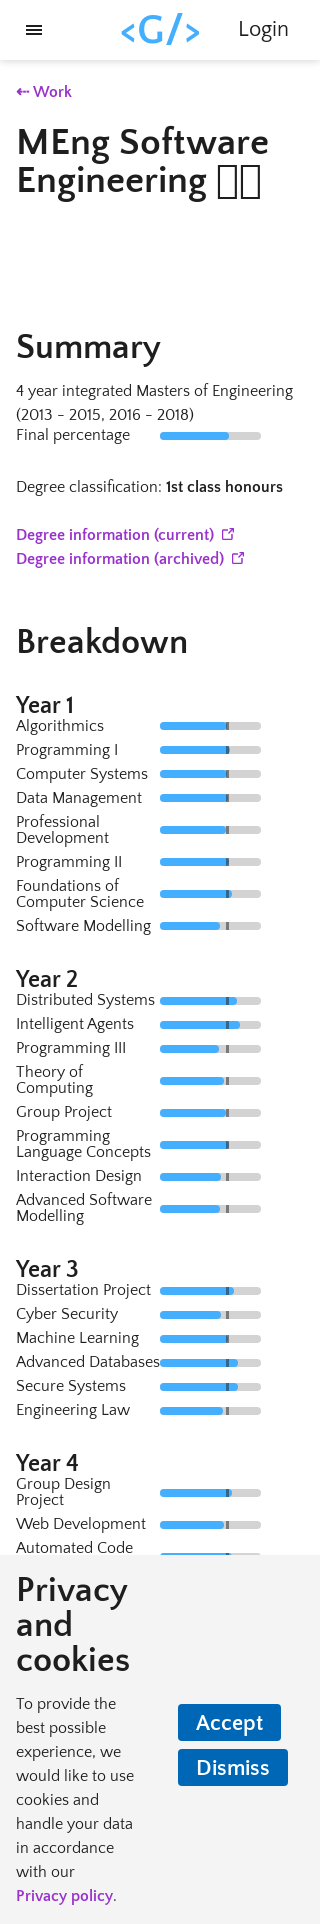 <G/>
Login
⇠ Work
MEng Software
Engineering
Summary
4 year integrated Masters of Engineering
(2013 - 2015, 2016 - 2018)
Final percentage
Degree classification: 1st class honours
Degree information (current)
Degree information (archived)
Breakdown
Year 1
Algorithmics
Programming I
Computer Systems
Data Management
Professional
Development
Programming II
Foundations of
Computer Science
Software Modelling
Year 2
Distributed Systems
Intelligent Agents
Programming III
Theory of
Computing
Group Project
Programming
Language Concepts
Interaction Design
Advanced Software
Modelling
Year 3
Dissertation Project
Cyber Security
Machine Learning
Advanced Databases
Secure Systems
Engineering Law
Year 4
Group Design
Project
Web Development
Automated Code
Privacy
and
cookies
To provide the
best possible
experience, we
would like to use
cookies and
handle your data
in accordance
with our
Privacy policy.
Accept
Dismiss